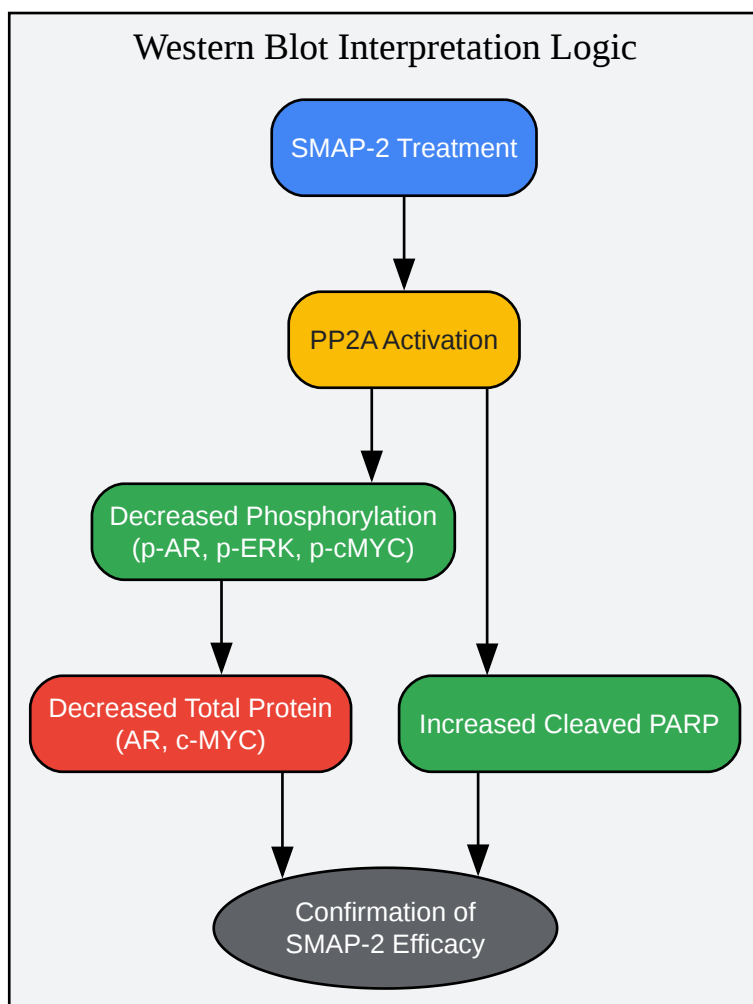 Western Blot Interpretation Logic
SMAP-2 Treatment
PP2A Activation
Decreased Phosphorylation
(p-AR, p-ERK, p-cMYC)
Decreased Total Protein
(AR, c-MYC)
Increased Cleaved PARP
Confirmation of
SMAP-2 Efficacy